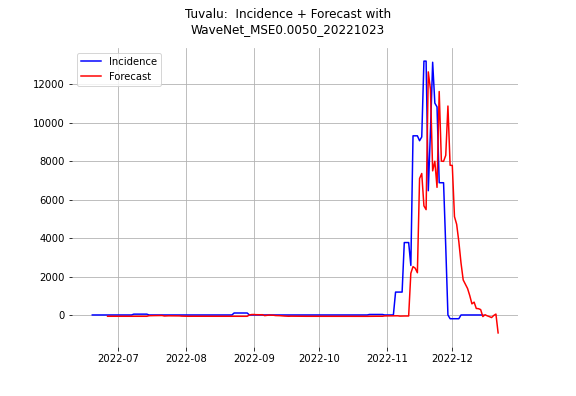 Tuvalu:  Incidence + Forecast with
WaveNet_MSE0.0050_20221023
Incidence
Forecast
12000
10000
8000
6000
4000
2000
0
2022-07 2022-08 2022-09 2022-10 2022-11 2022-12